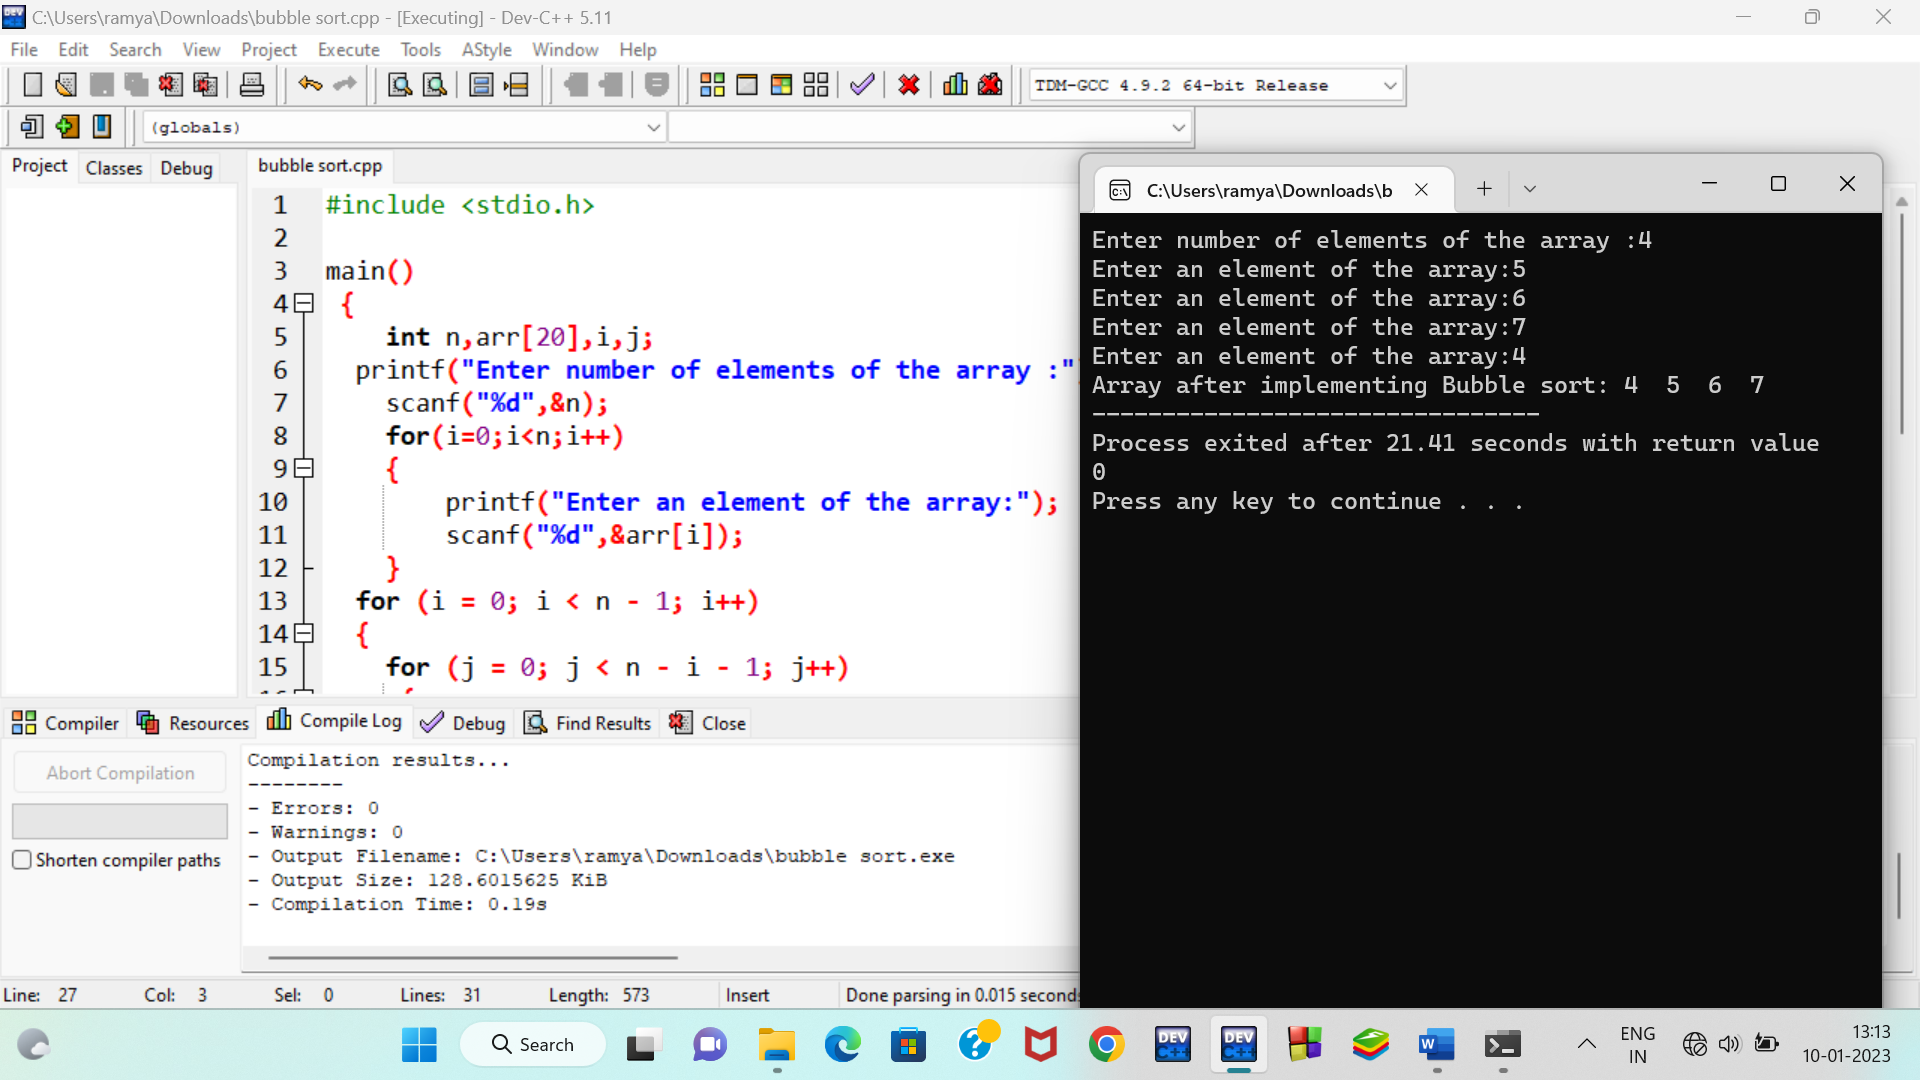 C:\Users\ramya\Downloads\bubble sort.cpp - [Executing] - Dev-C++ 5.11
File Edit Search View Project Execute Tools AStyle Window Help
TDM-GCC 4.9.2 64-bit Release
(globals)
Project Classes Debug
bubble sort.cpp
1 #include <stdio.h>
2
3 main()
4 {
5 int n,arr[20],i,j;
6 printf("Enter number of elements of the array :"
7 scanf("%d",&n);
8 for(i=0;i<n;i++)
9 {
10 printf("Enter an element of the array:");
11 scanf("%d",&arr[i]);
12 }
13 for (i = 0; i < n - 1; i++)
14 {
15 for (j = 0; j < n - i - 1; j++)
C:\Users\ramya\Downloads\b
Enter number of elements of the array :4
Enter an element of the array:5
Enter an element of the array:6
Enter an element of the array:7
Enter an element of the array:4
Array after implementing Bubble sort: 4 5 6 7
--------------------------------
Process exited after 21.41 seconds with return value
0
Press any key to continue . . .
Compiler Resources Compile Log Debug Find Results Close
Abort Compilation
Shorten compiler paths
Compilation results...
--------
- Errors: 0
- Warnings: 0
- Output Filename: C:\Users\ramya\Downloads\bubble sort.exe
- Output Size: 128.6015625 KiB
- Compilation Time: 0.19s
Line: 27 Col: 3 Sel: 0 Lines: 31 Length: 573 Insert Done parsing in 0.015 seconds
Search
DEV C++
DEV C++
W
ENG
IN
13:13
10-01-2023